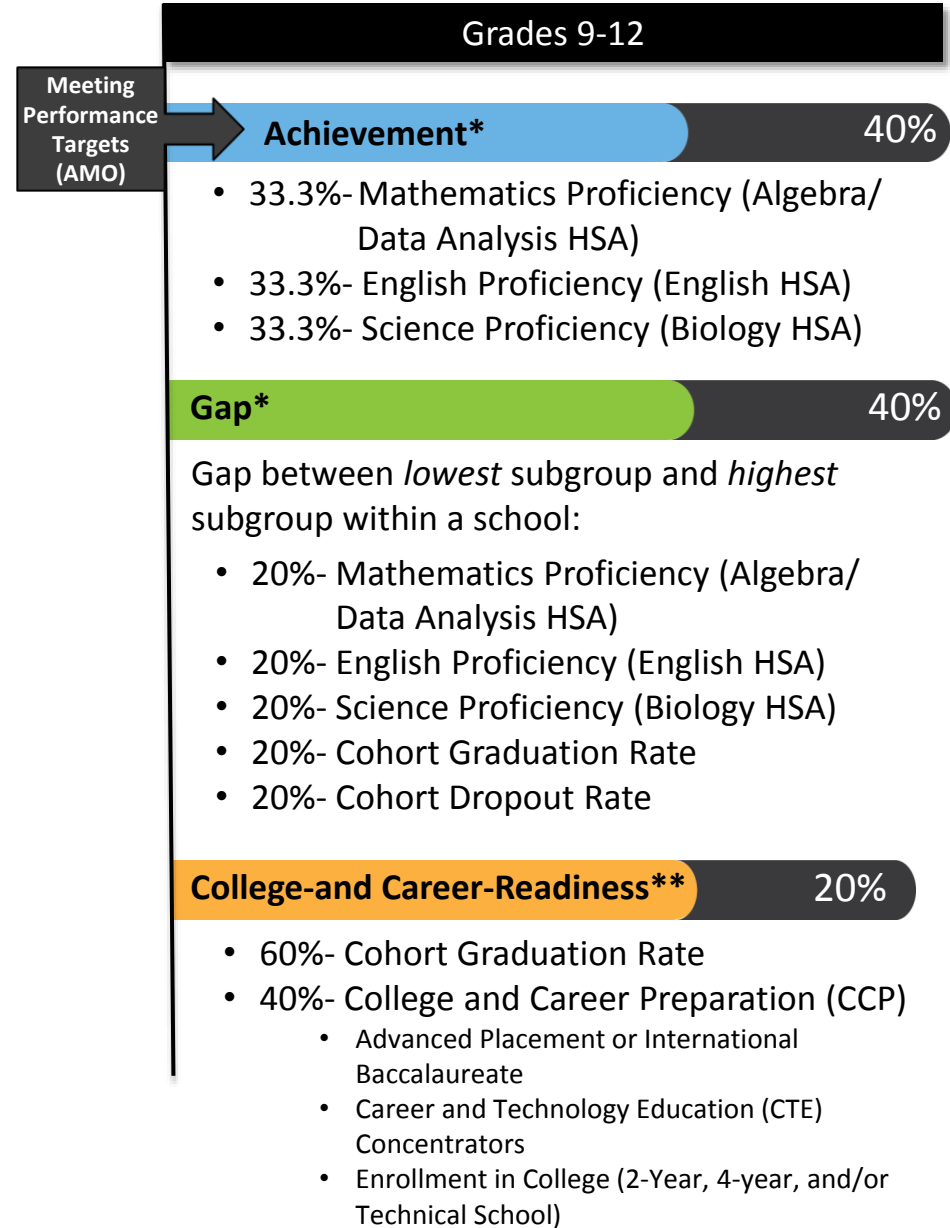 Grades 9-12
Meeting
Performance
Targets
(AMO)
Achievement* 40%
• 33.3%- Mathematics Proficiency (Algebra/
Data Analysis HSA)
• 33.3%- English Proficiency (English HSA)
• 33.3%- Science Proficiency (Biology HSA)
Gap* 40%
Gap between lowest subgroup and highest
subgroup within a school:
• 20%- Mathematics Proficiency (Algebra/
Data Analysis HSA)
• 20%- English Proficiency (English HSA)
• 20%- Science Proficiency (Biology HSA)
• 20%- Cohort Graduation Rate
• 20%- Cohort Dropout Rate
College-and Career-Readiness** 20%
• 60%- Cohort Graduation Rate
• 40%- College and Career Preparation (CCP)
• Advanced Placement or International
Baccalaureate
• Career and Technology Education (CTE)
Concentrators
• Enrollment in College (2-Year, 4-year, and/or
Technical School)